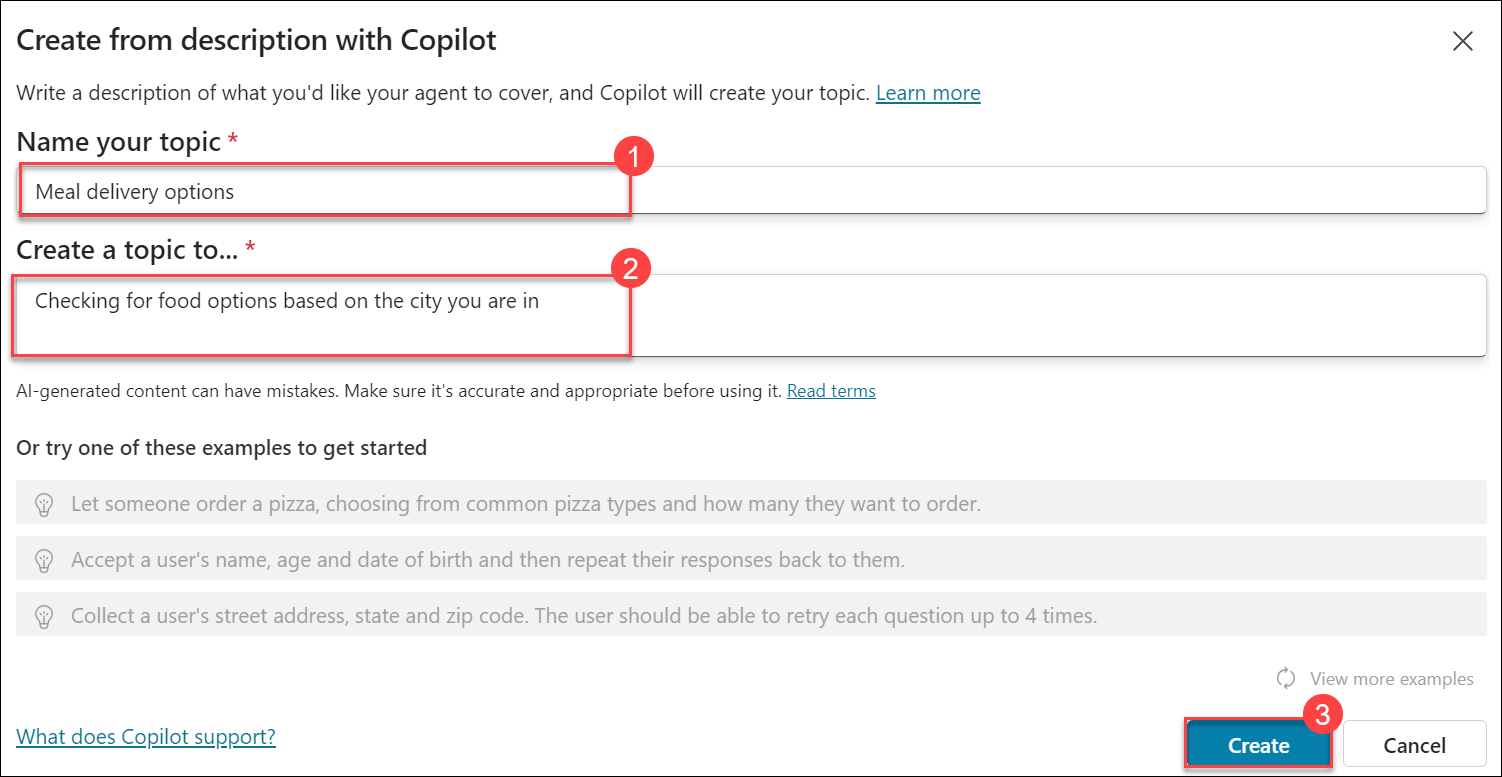 Create from description with Copilot
Write a description of what you'd like your agent to cover, and Copilot will create your topic. Learn more
Name your topic *
1
Meal delivery options
Create a topic to... *
2
Checking for food options based on the city you are in
AI-generated content can have mistakes. Make sure it's accurate and appropriate before using it. Read terms
Or try one of these examples to get started
Let someone order a pizza, choosing from common pizza types and how many they want to order.
Accept a user's name, age and date of birth and then repeat their responses back to them.
Collect a user's street address, state and zip code. The user should be able to retry each question up to 4 times.
View more examples
3
What does Copilot support?
Create
Cancel